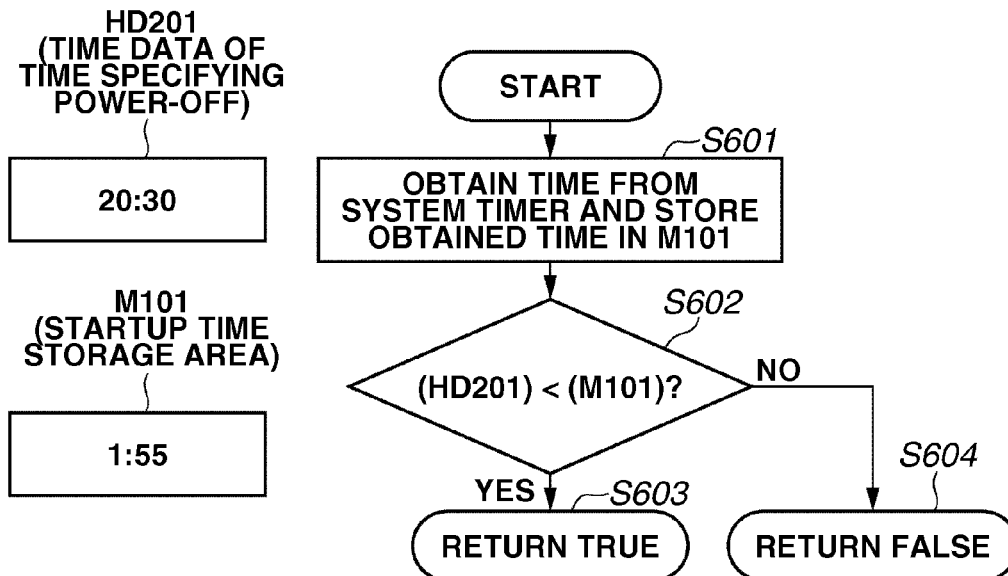 HD201
(TIME DATA OF
TIME SPECIFYING
POWER-OFF)
20:30
M101
(STARTUP TIME
STORAGE AREA)
1:55
START
S601
OBTAIN TIME FROM
SYSTEM TIMER AND STORE
OBTAINED TIME IN M101
S602
(HD201) < (M101)?
NO
YES
S603
RETURN TRUE
S604
RETURN FALSE